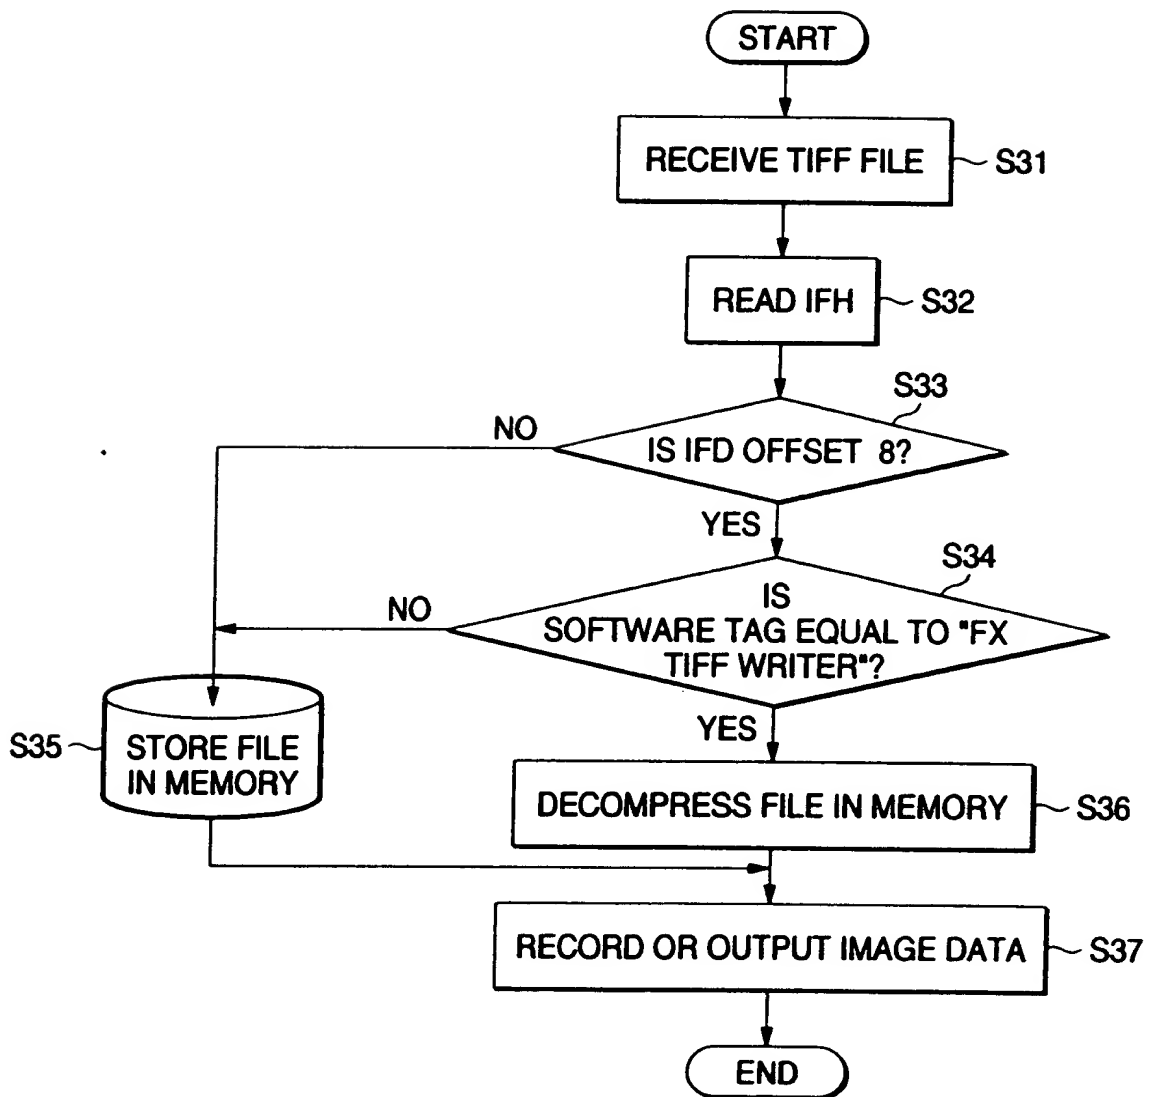 START
RECEIVE TIFF FILE
S31
READ IFH
S32
S33
NO
IS IFD OFFSET 8?
YES
S34
NO
IS
SOFTWARE TAG EQUAL TO "FX
TIFF WRITER"?
YES
S35
STORE FILE
IN MEMORY
DECOMPRESS FILE IN MEMORY
S36
RECORD OR OUTPUT IMAGE DATA
S37
END